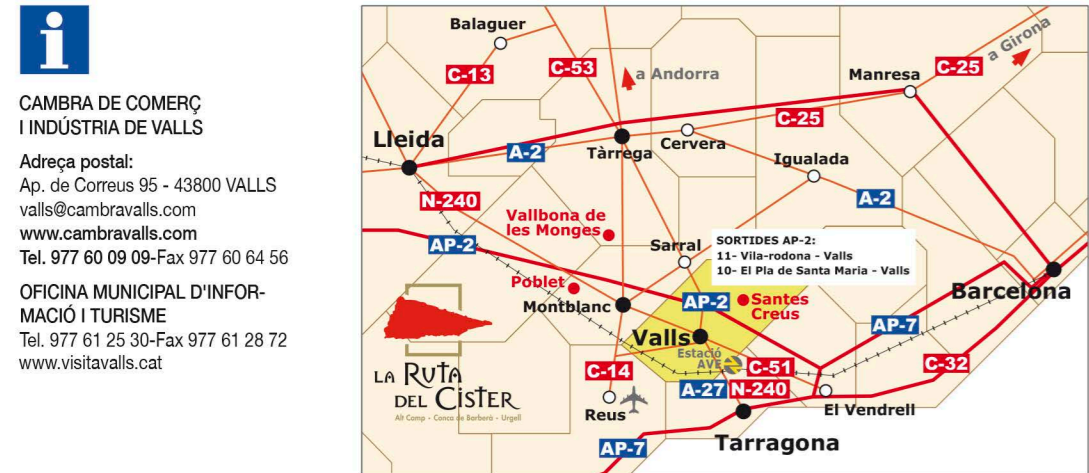 i
CAMBRA DE COMERÇ
I INDÚSTRIA DE VALLS
Adreça postal:
Ap. de Correus 95 - 43800 VALLS
valls@cambravalls.com
www.cambravalls.com
Tel. 977 60 09 09-Fax 977 60 64 56
OFICINA MUNICIPAL D'INFOR-
MACIÓ I TURISME
Tel. 977 61 25 30-Fax 977 61 28 72
www.visitavalls.cat
Balaguer
C-13
C-53
a Andorra
Manresa
C-25
a Girona
Lleida
A-2
Tàrrega
Cervera
C-25
Igualada
A-2
N-240
Vallbona de
les Monges
AP-2
Sarral
SORTIDES AP-2:
11- Vila-rodona - Valls
10- El Pla de Santa Maria - Valls
Poblet
Montblanc
AP-2
Santes
Creus
Barcelona
Valls
AP-7
Estació
AVE
C-51
C-32
C-14
A-27
N-240
Reus
El Vendrell
Tarragona
AP-7
LA RUTA
DEL CISTER
Alt Camp - Conca de Barberà - Urgell